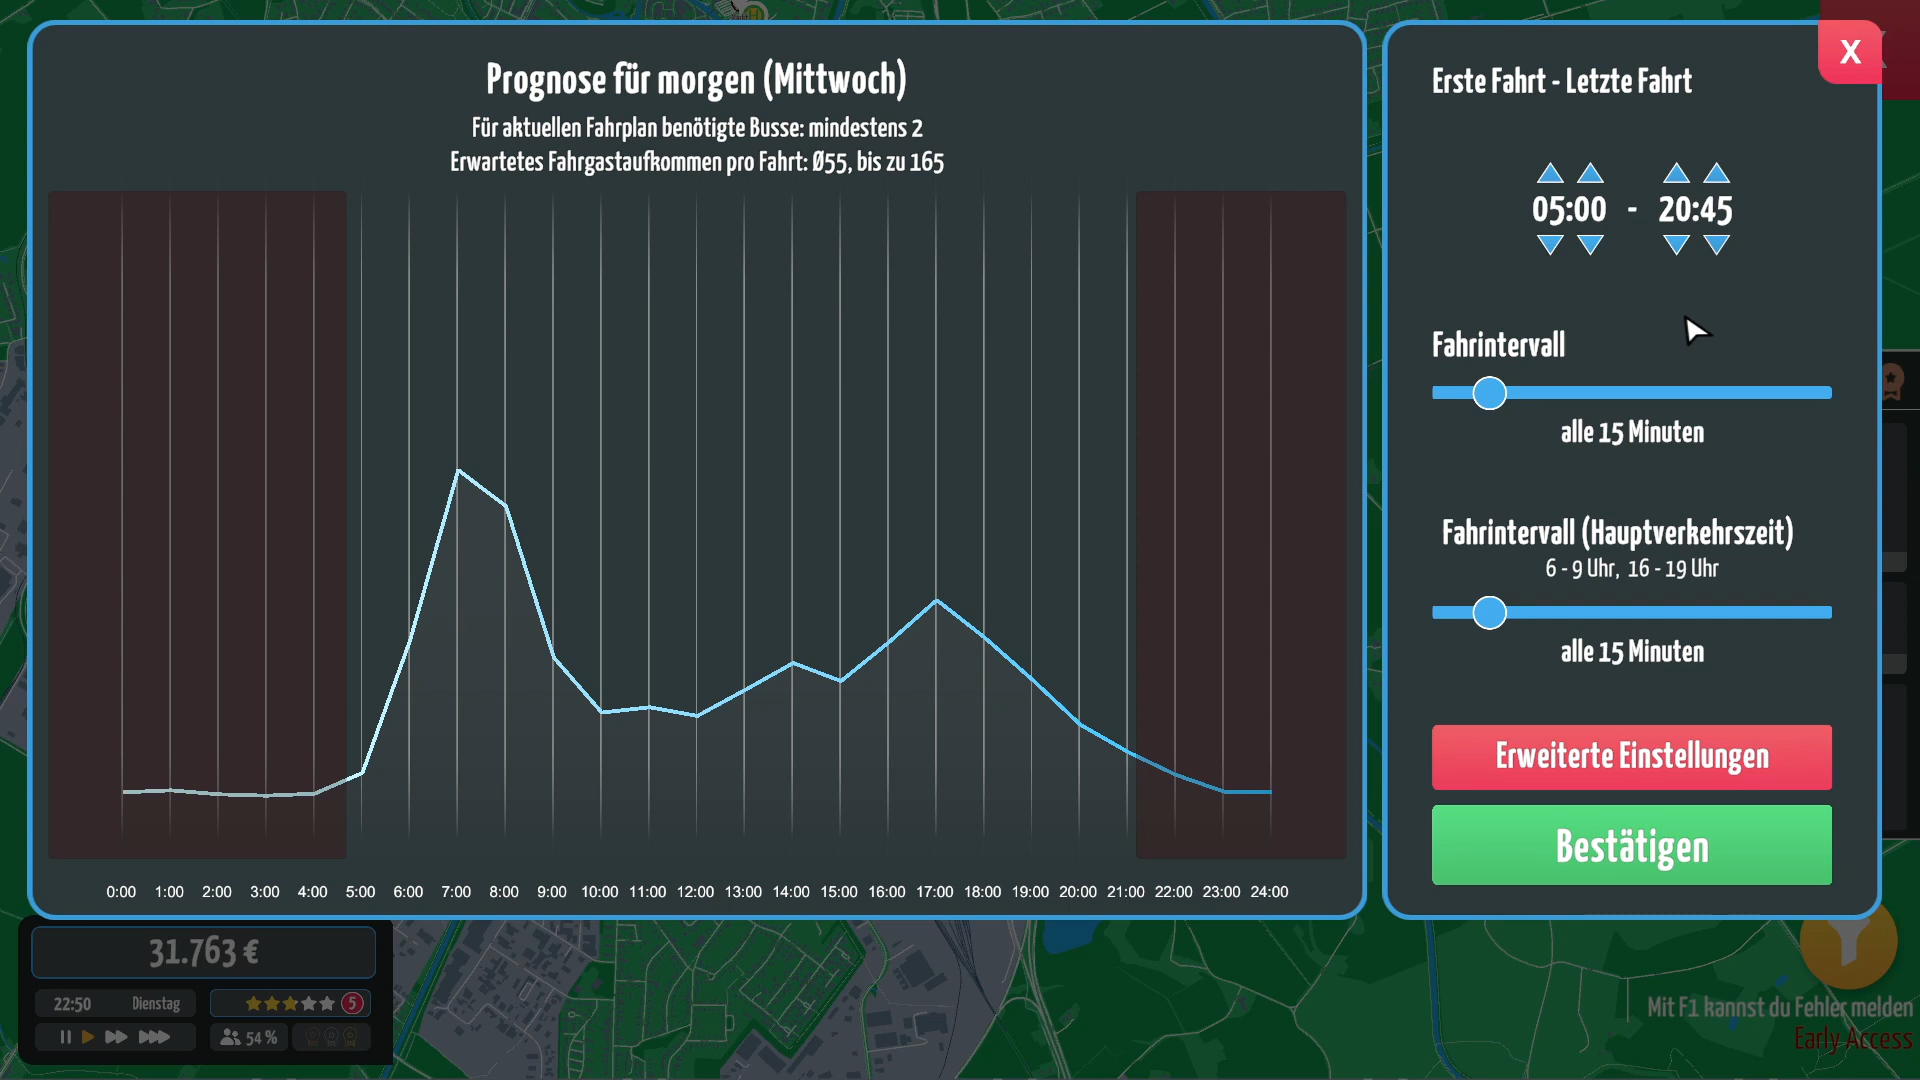 Prognose für morgen (Mittwoch)
Für aktuellen Fahrplan benötigte Busse: mindestens 2
Erwartetes Fahrgastaufkommen pro Fahrt: Ø55, bis zu 165
0:00 1:00 2:00 3:00 4:00 5:00 6:00 7:00 8:00 9:00 10:00 11:00 12:00 13:00 14:00 15:00 16:00 17:00 18:00 19:00 20:00 21:00 22:00 23:00 24:00
X
Erste Fahrt - Letzte Fahrt
05:00 - 20:45
Fahrintervall
alle 15 Minuten
Fahrintervall (Hauptverkehrszeit)
6 - 9 Uhr, 16 - 19 Uhr
alle 15 Minuten
Erweiterte Einstellungen
Bestätigen
31.763 €
22:50 Dienstag 5
54 %
Mit F1 kannst du Fehler melden
Early Access